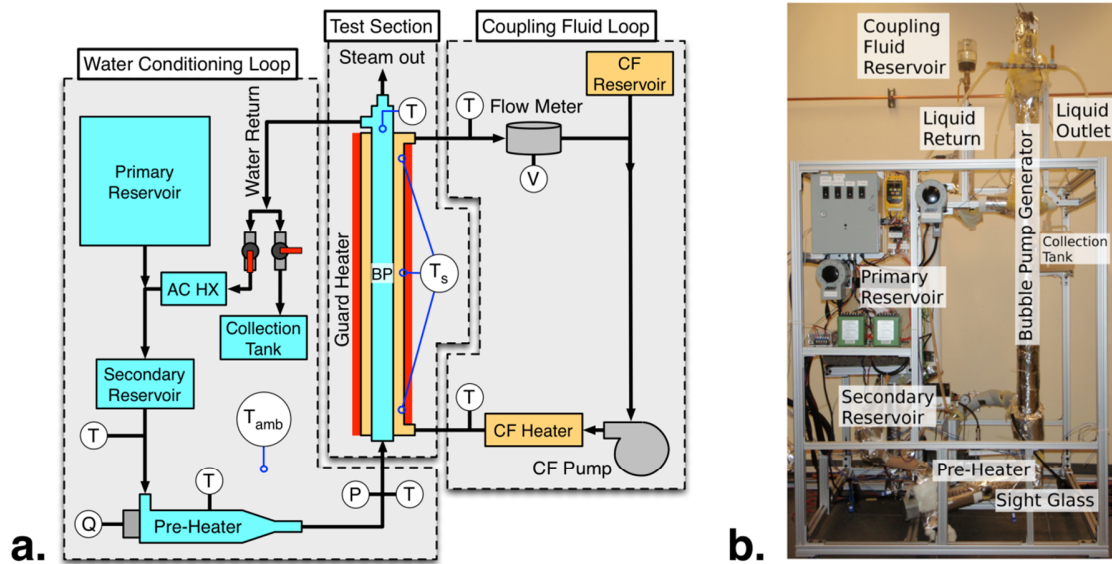 Water Conditioning Loop
Test Section
Coupling Fluid Loop
Steam out
T
Water Return
Primary
Reservoir
AC HX
Collection
Tank
Secondary
Reservoir
T
T
amb
T
Q
Pre-Heater
P
T
Guard Heater
BP
T
s
T
Flow Meter
V
CF
Reservoir
T
CF Heater
CF Pump
a.
Coupling
Fluid
Reservoir
Liquid
Return
Liquid
Outlet
Bubble Pump Generator
Collection
Tank
Primary
Reservoir
Secondary
Reservoir
Pre-Heater
Sight Glass
b.